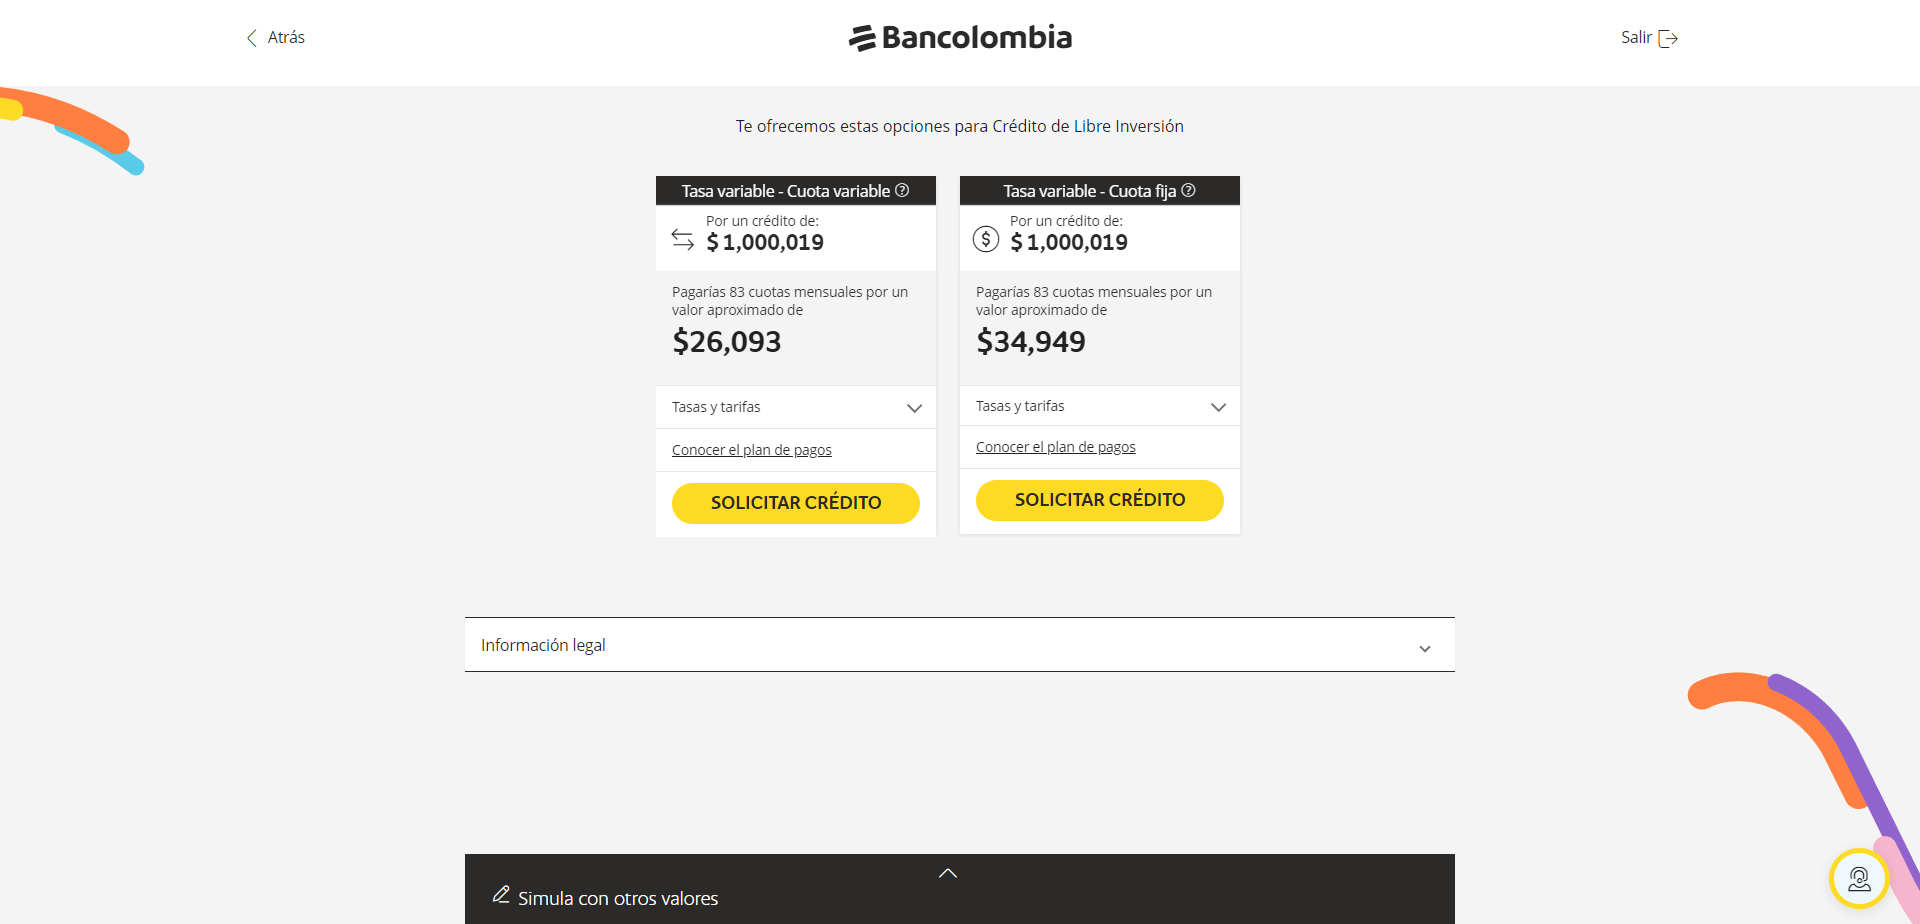 Atrás
Bancolombia
Salir
Te ofrecemos estas opciones para Crédito de Libre Inversión
Tasa variable - Cuota variable
Por un crédito de:
$ 1,000,019
Pagarías 83 cuotas mensuales por un
valor aproximado de
$26,093
Tasas y tarifas
Conocer el plan de pagos
SOLICITAR CRÉDITO
Tasa variable - Cuota fija
Por un crédito de:
$ 1,000,019
Pagarías 83 cuotas mensuales por un
valor aproximado de
$34,949
Tasas y tarifas
Conocer el plan de pagos
SOLICITAR CRÉDITO
Información legal
Simula con otros valores